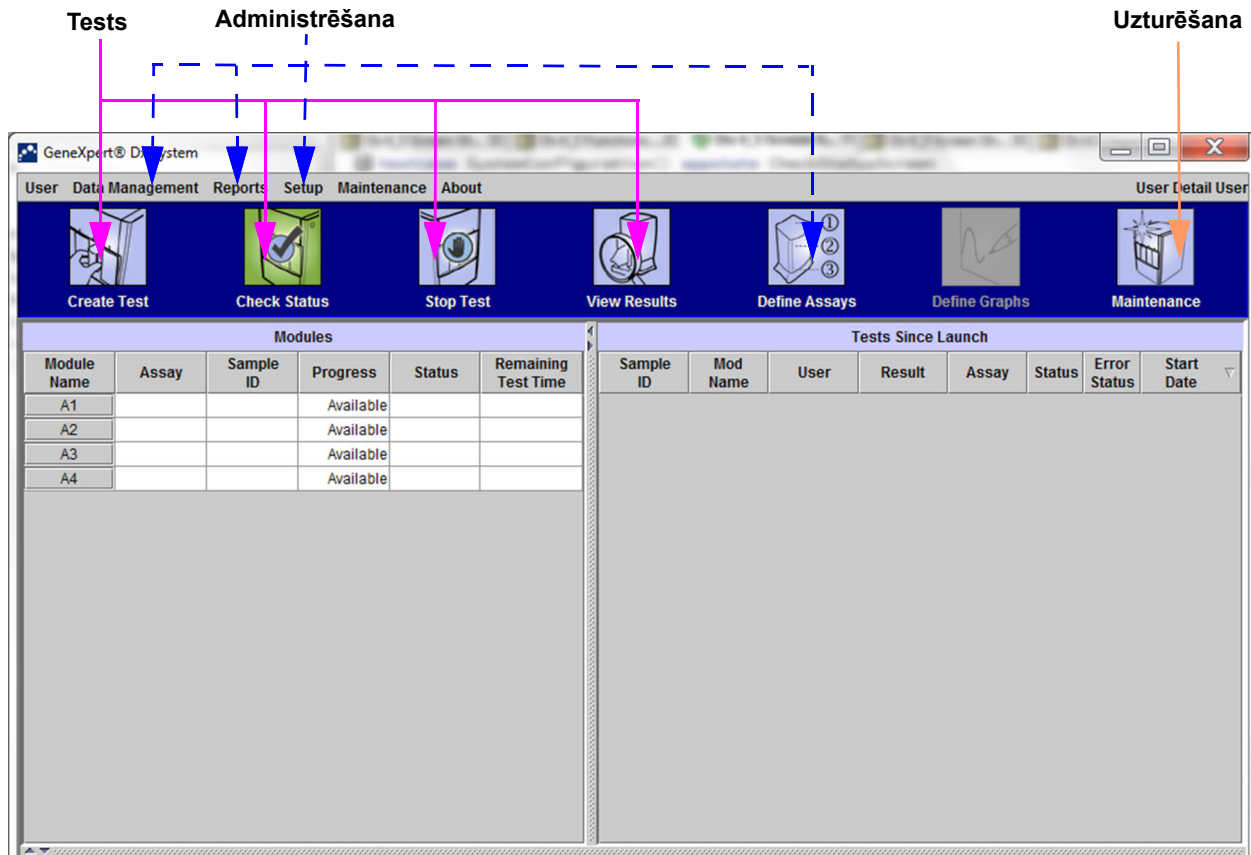 Tests Administrēšana Uzturēšana
GeneXpert® Dx System
User Data Management Reports Setup Maintenance About User Detail User
Create Test Check Status Stop Test View Results Define Assays Define Graphs Maintenance
① ② ③
Modules
Module Name Assay Sample ID Progress Status Remaining Test Time
A1 Available
A2 Available
A3 Available
A4 Available
Tests Since Launch
Sample ID Mod Name User Result Assay Status Error Status Start Date